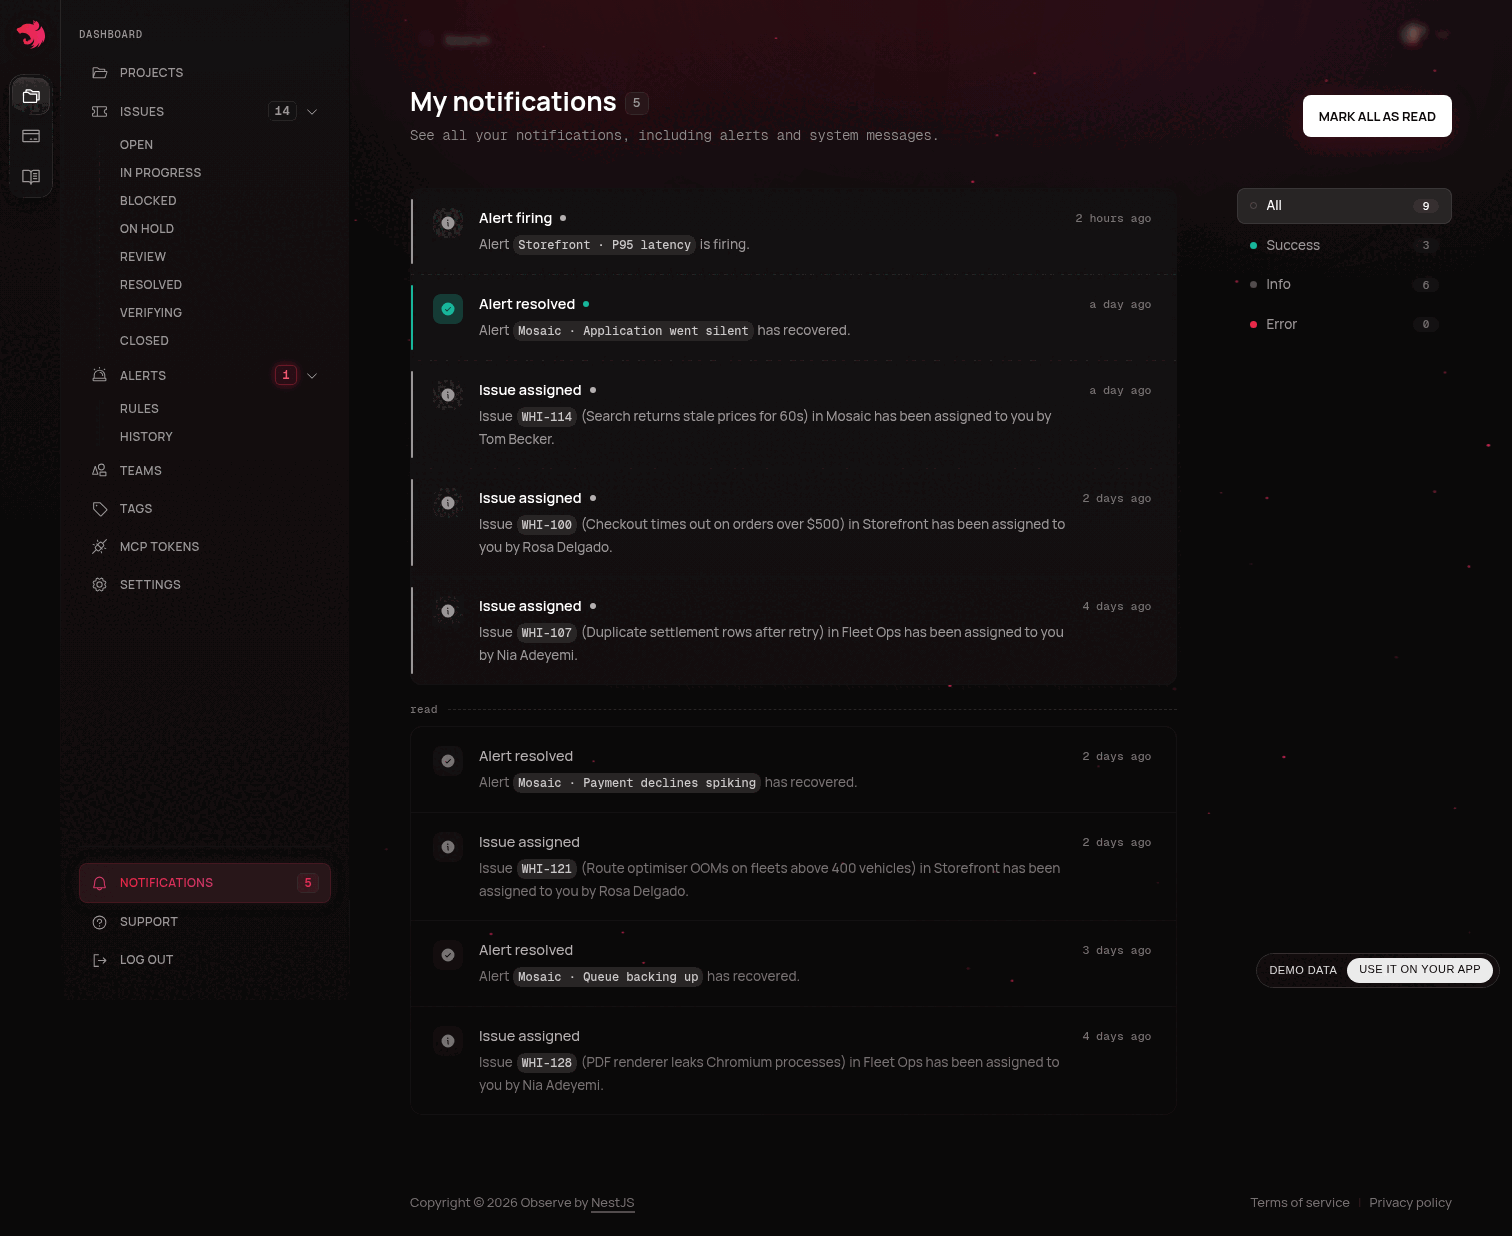 DASHBOARD
PROJECTS
ISSUES 14
OPEN
IN PROGRESS
BLOCKED
ON HOLD
REVIEW
RESOLVED
VERIFYING
CLOSED
ALERTS 1
RULES
HISTORY
TEAMS
TAGS
MCP TOKENS
SETTINGS
NOTIFICATIONS 5
SUPPORT
LOG OUT
My notifications 5
See all your notifications, including alerts and system messages.
MARK ALL AS READ
Alert firing 2 hours ago
Alert Storefront · P95 latency is firing.
Alert resolved a day ago
Alert Mosaic · Application went silent has recovered.
Issue assigned a day ago
Issue WHI-114 (Search returns stale prices for 60s) in Mosaic has been assigned to you by
Tom Becker.
Issue assigned 2 days ago
Issue WHI-100 (Checkout times out on orders over $500) in Storefront has been assigned to
you by Rosa Delgado.
Issue assigned 4 days ago
Issue WHI-107 (Duplicate settlement rows after retry) in Fleet Ops has been assigned to you
by Nia Adeyemi.
read
Alert resolved 2 days ago
Alert Mosaic · Payment declines spiking has recovered.
Issue assigned 2 days ago
Issue WHI-121 (Route optimiser OOMs on fleets above 400 vehicles) in Storefront has been
assigned to you by Rosa Delgado.
Alert resolved 3 days ago
Alert Mosaic · Queue backing up has recovered.
Issue assigned 4 days ago
Issue WHI-128 (PDF renderer leaks Chromium processes) in Fleet Ops has been assigned to
you by Nia Adeyemi.
All 9
Success 3
Info 6
Error 0
DEMO DATA USE IT ON YOUR APP
Copyright © 2026 Observe by NestJS
Terms of service | Privacy policy